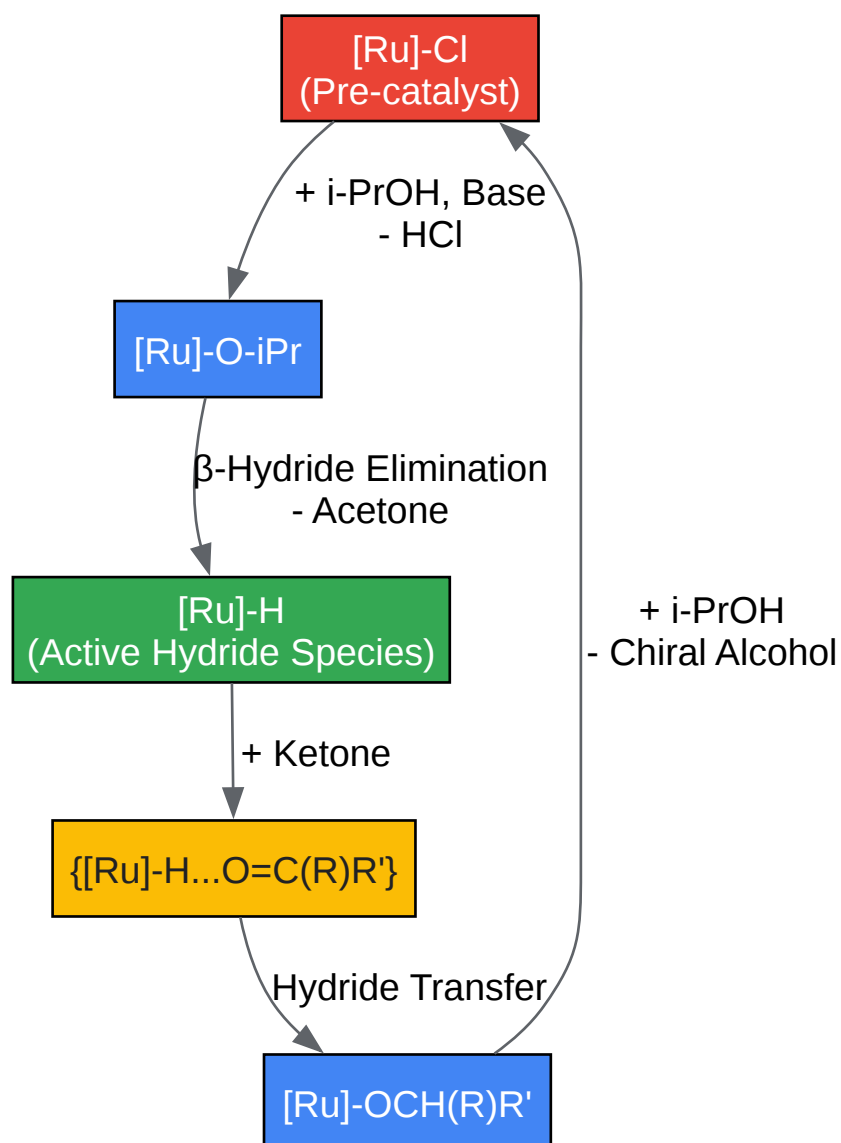 [Ru]-Cl
(Pre-catalyst)
+ i-PrOH, Base
- HCl
[Ru]-O-iPr
β-Hydride Elimination
- Acetone
[Ru]-H
(Active Hydride Species)
+ i-PrOH
- Chiral Alcohol
+ Ketone
{[Ru]-H...O=C(R)R'}
Hydride Transfer
[Ru]-OCH(R)R'